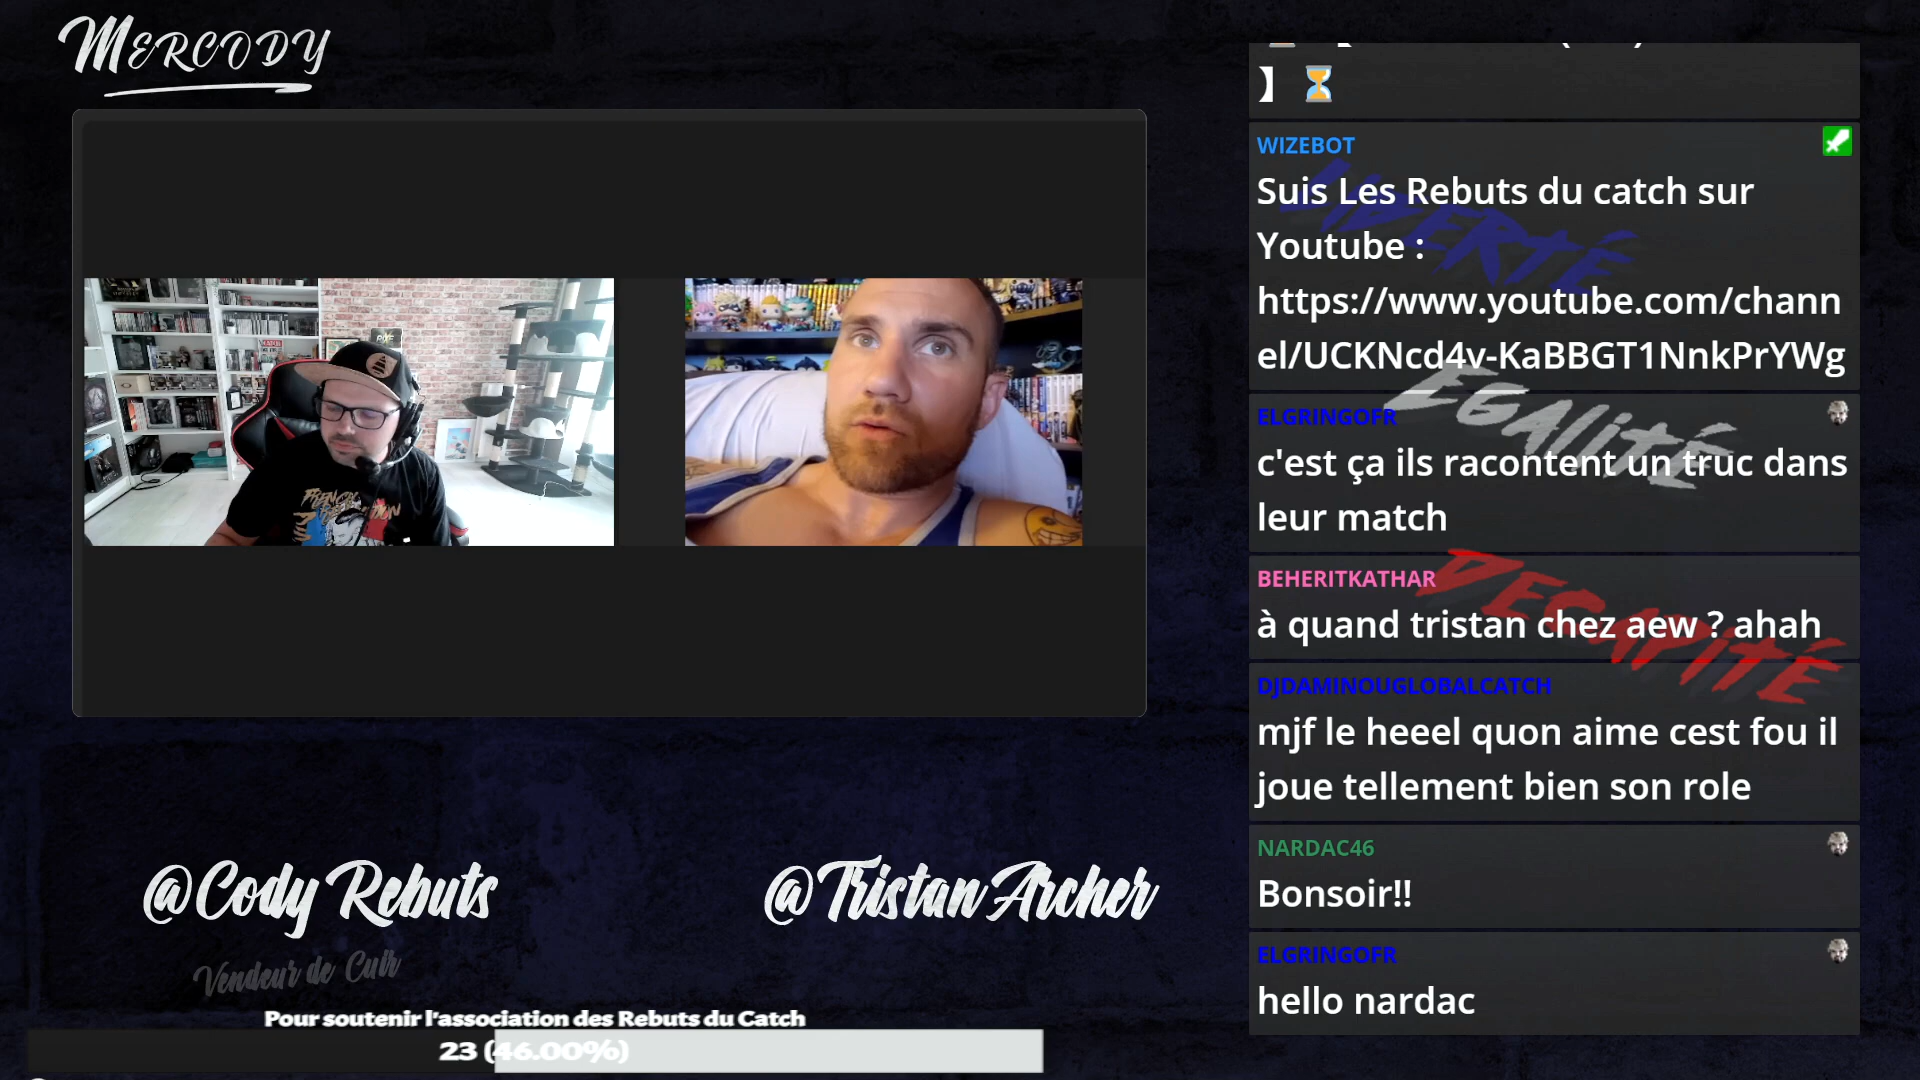 MERCODY
】 ⏳
WIZEBOT
Suis Les Rebuts du catch sur
Youtube :
https://www.youtube.com/chann
el/UCKNcd4v-KaBBGT1NnkPrYWg
LIBERTÉ
ELGRINGOFR
c'est ça ils racontent un truc dans
leur match
EGALITÉ
BEHERITKATHAR
à quand tristan chez aew ? ahah
DECAPITÉ
DJDAMINOUGLOBALCATCH
mjf le heeel quon aime cest fou il
joue tellement bien son role
NARDAC46
Bonsoir!!
ELGRINGOFR
hello nardac
@Cody Rebuts
@Tristan Archer
Vendeur de Cuir
Pour soutenir l'association des Rebuts du Catch
23 (46.00%)